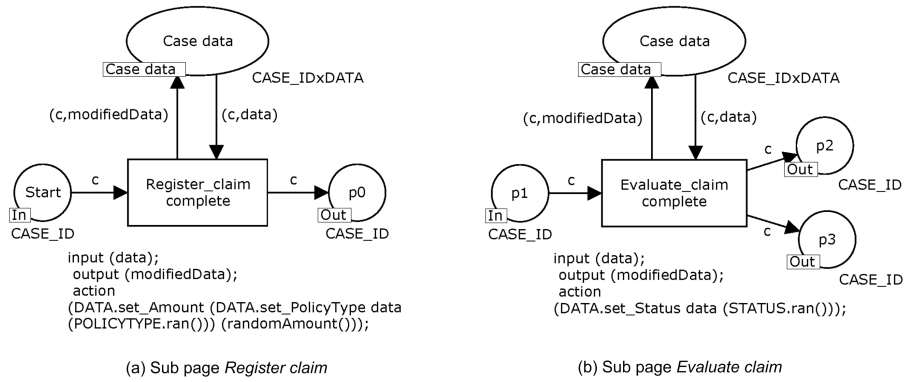 Case data
Case data
CASE_IDxDATA
(c,modifiedData)
(c,data)
Start
c
Register_claim
complete
c
p0
In
Out
CASE_ID
CASE_ID
input (data);
output (modifiedData);
action
(DATA.set_Amount (DATA.set_PolicyType data
(POLICYTYPE.ran())) (randomAmount()));
(a) Sub page Register claim
Case data
Case data
CASE_IDxDATA
(c,modifiedData)
(c,data)
p1
c
Evaluate_claim
complete
c
p2
Out
CASE_ID
In
CASE_ID
c
p3
Out
CASE_ID
input (data);
output (modifiedData);
action
(DATA.set_Status data (STATUS.ran()));
(b) Sub page Evaluate claim